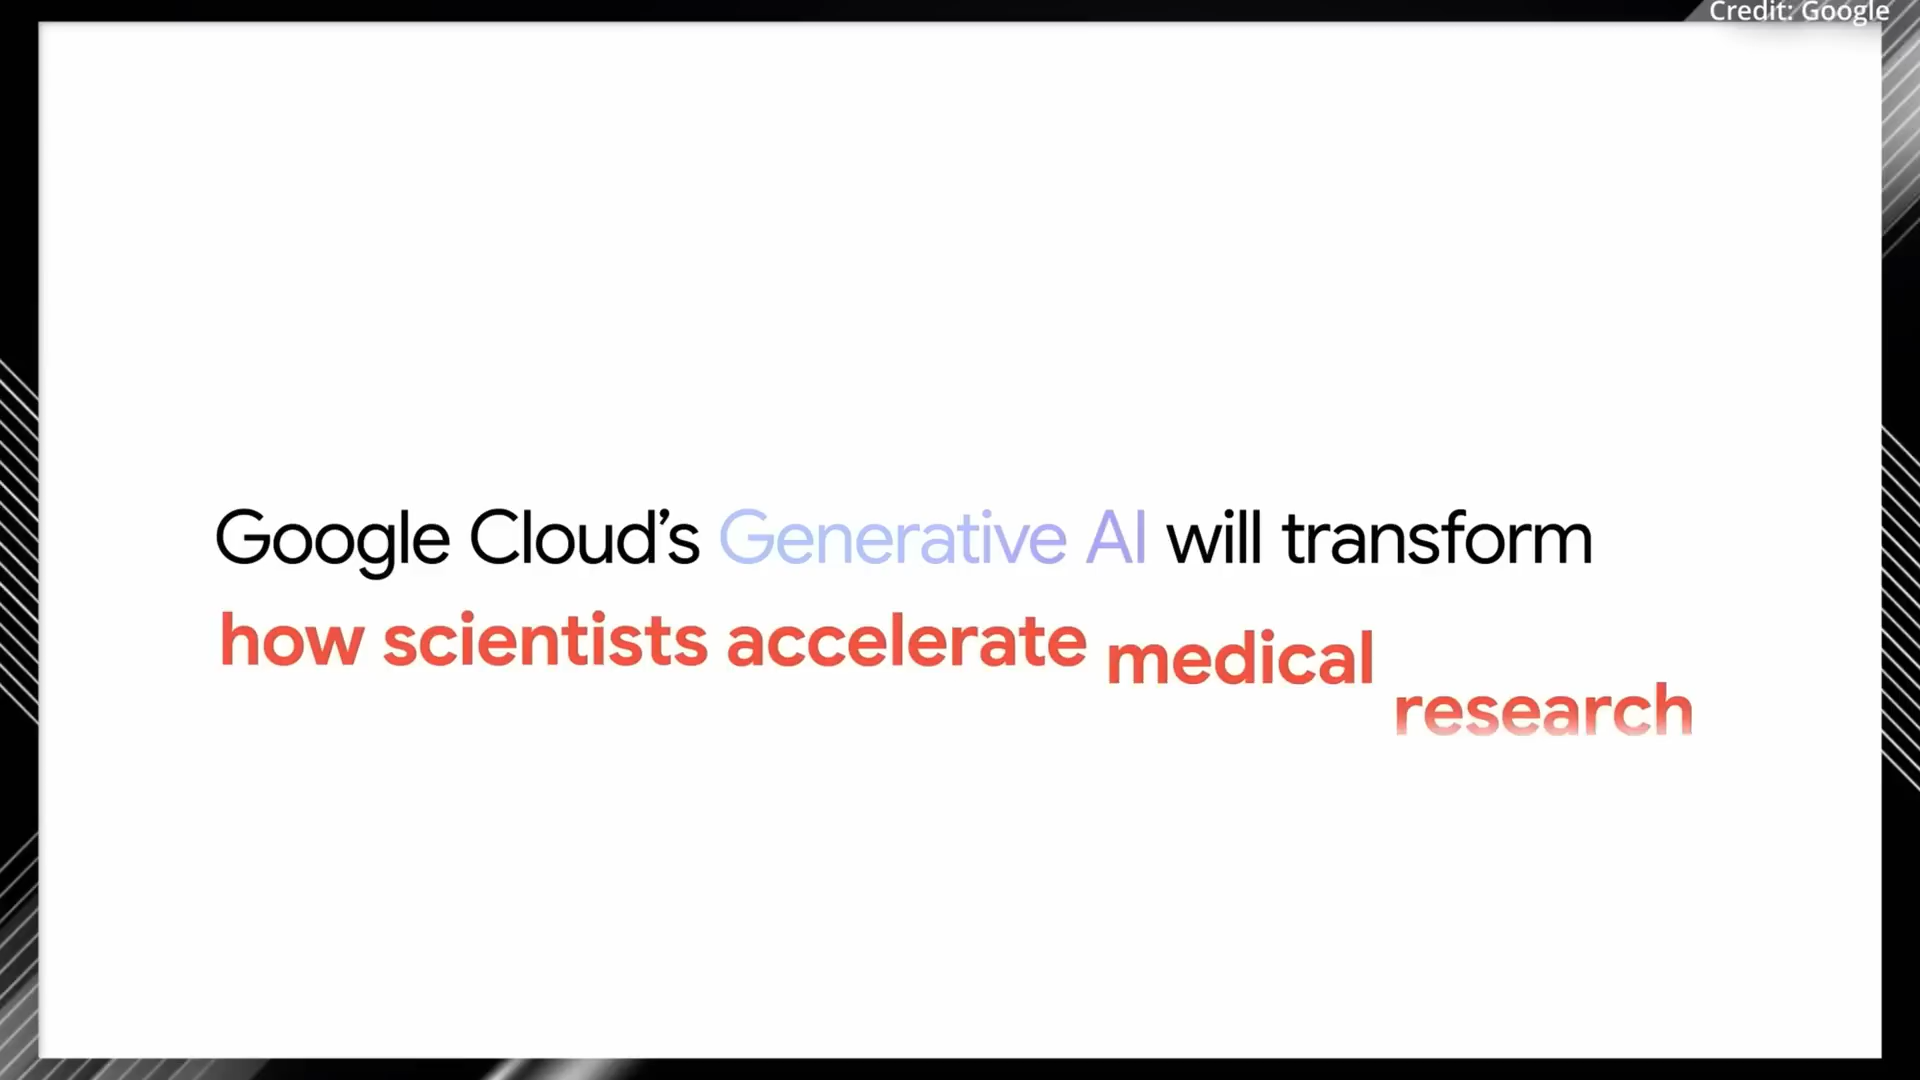 Credit: Google
Google Cloud’s Generative AI will transform
how scientists accelerate medical research